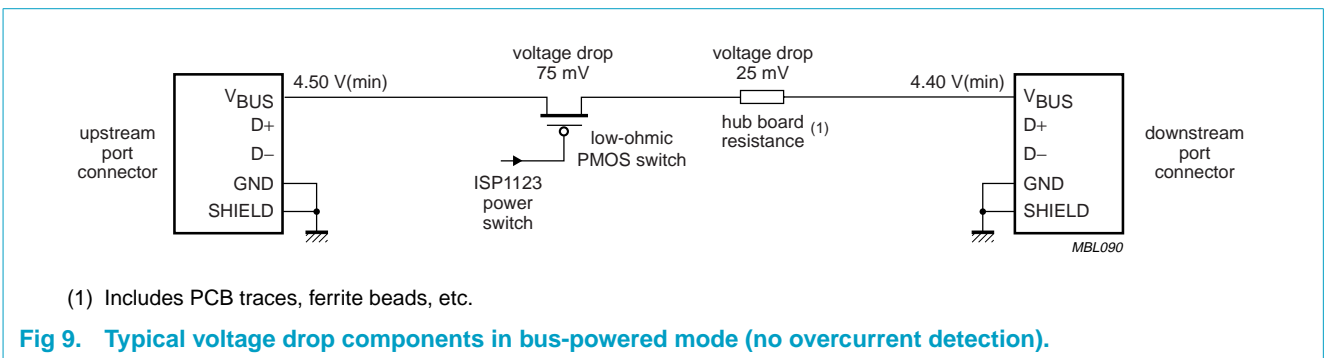 voltage drop
75 mV
voltage drop
25 mV
4.50 V(min)
4.40 V(min)
VBUS
D+
D−
GND
SHIELD
upstream
port
connector
low-ohmic
PMOS switch
ISP1123
power
switch
hub board (1)
resistance
VBUS
D+
D−
GND
SHIELD
downstream
port
connector
MBL090
(1) Includes PCB traces, ferrite beads, etc.
Fig 9. Typical voltage drop components in bus-powered mode (no overcurrent detection).